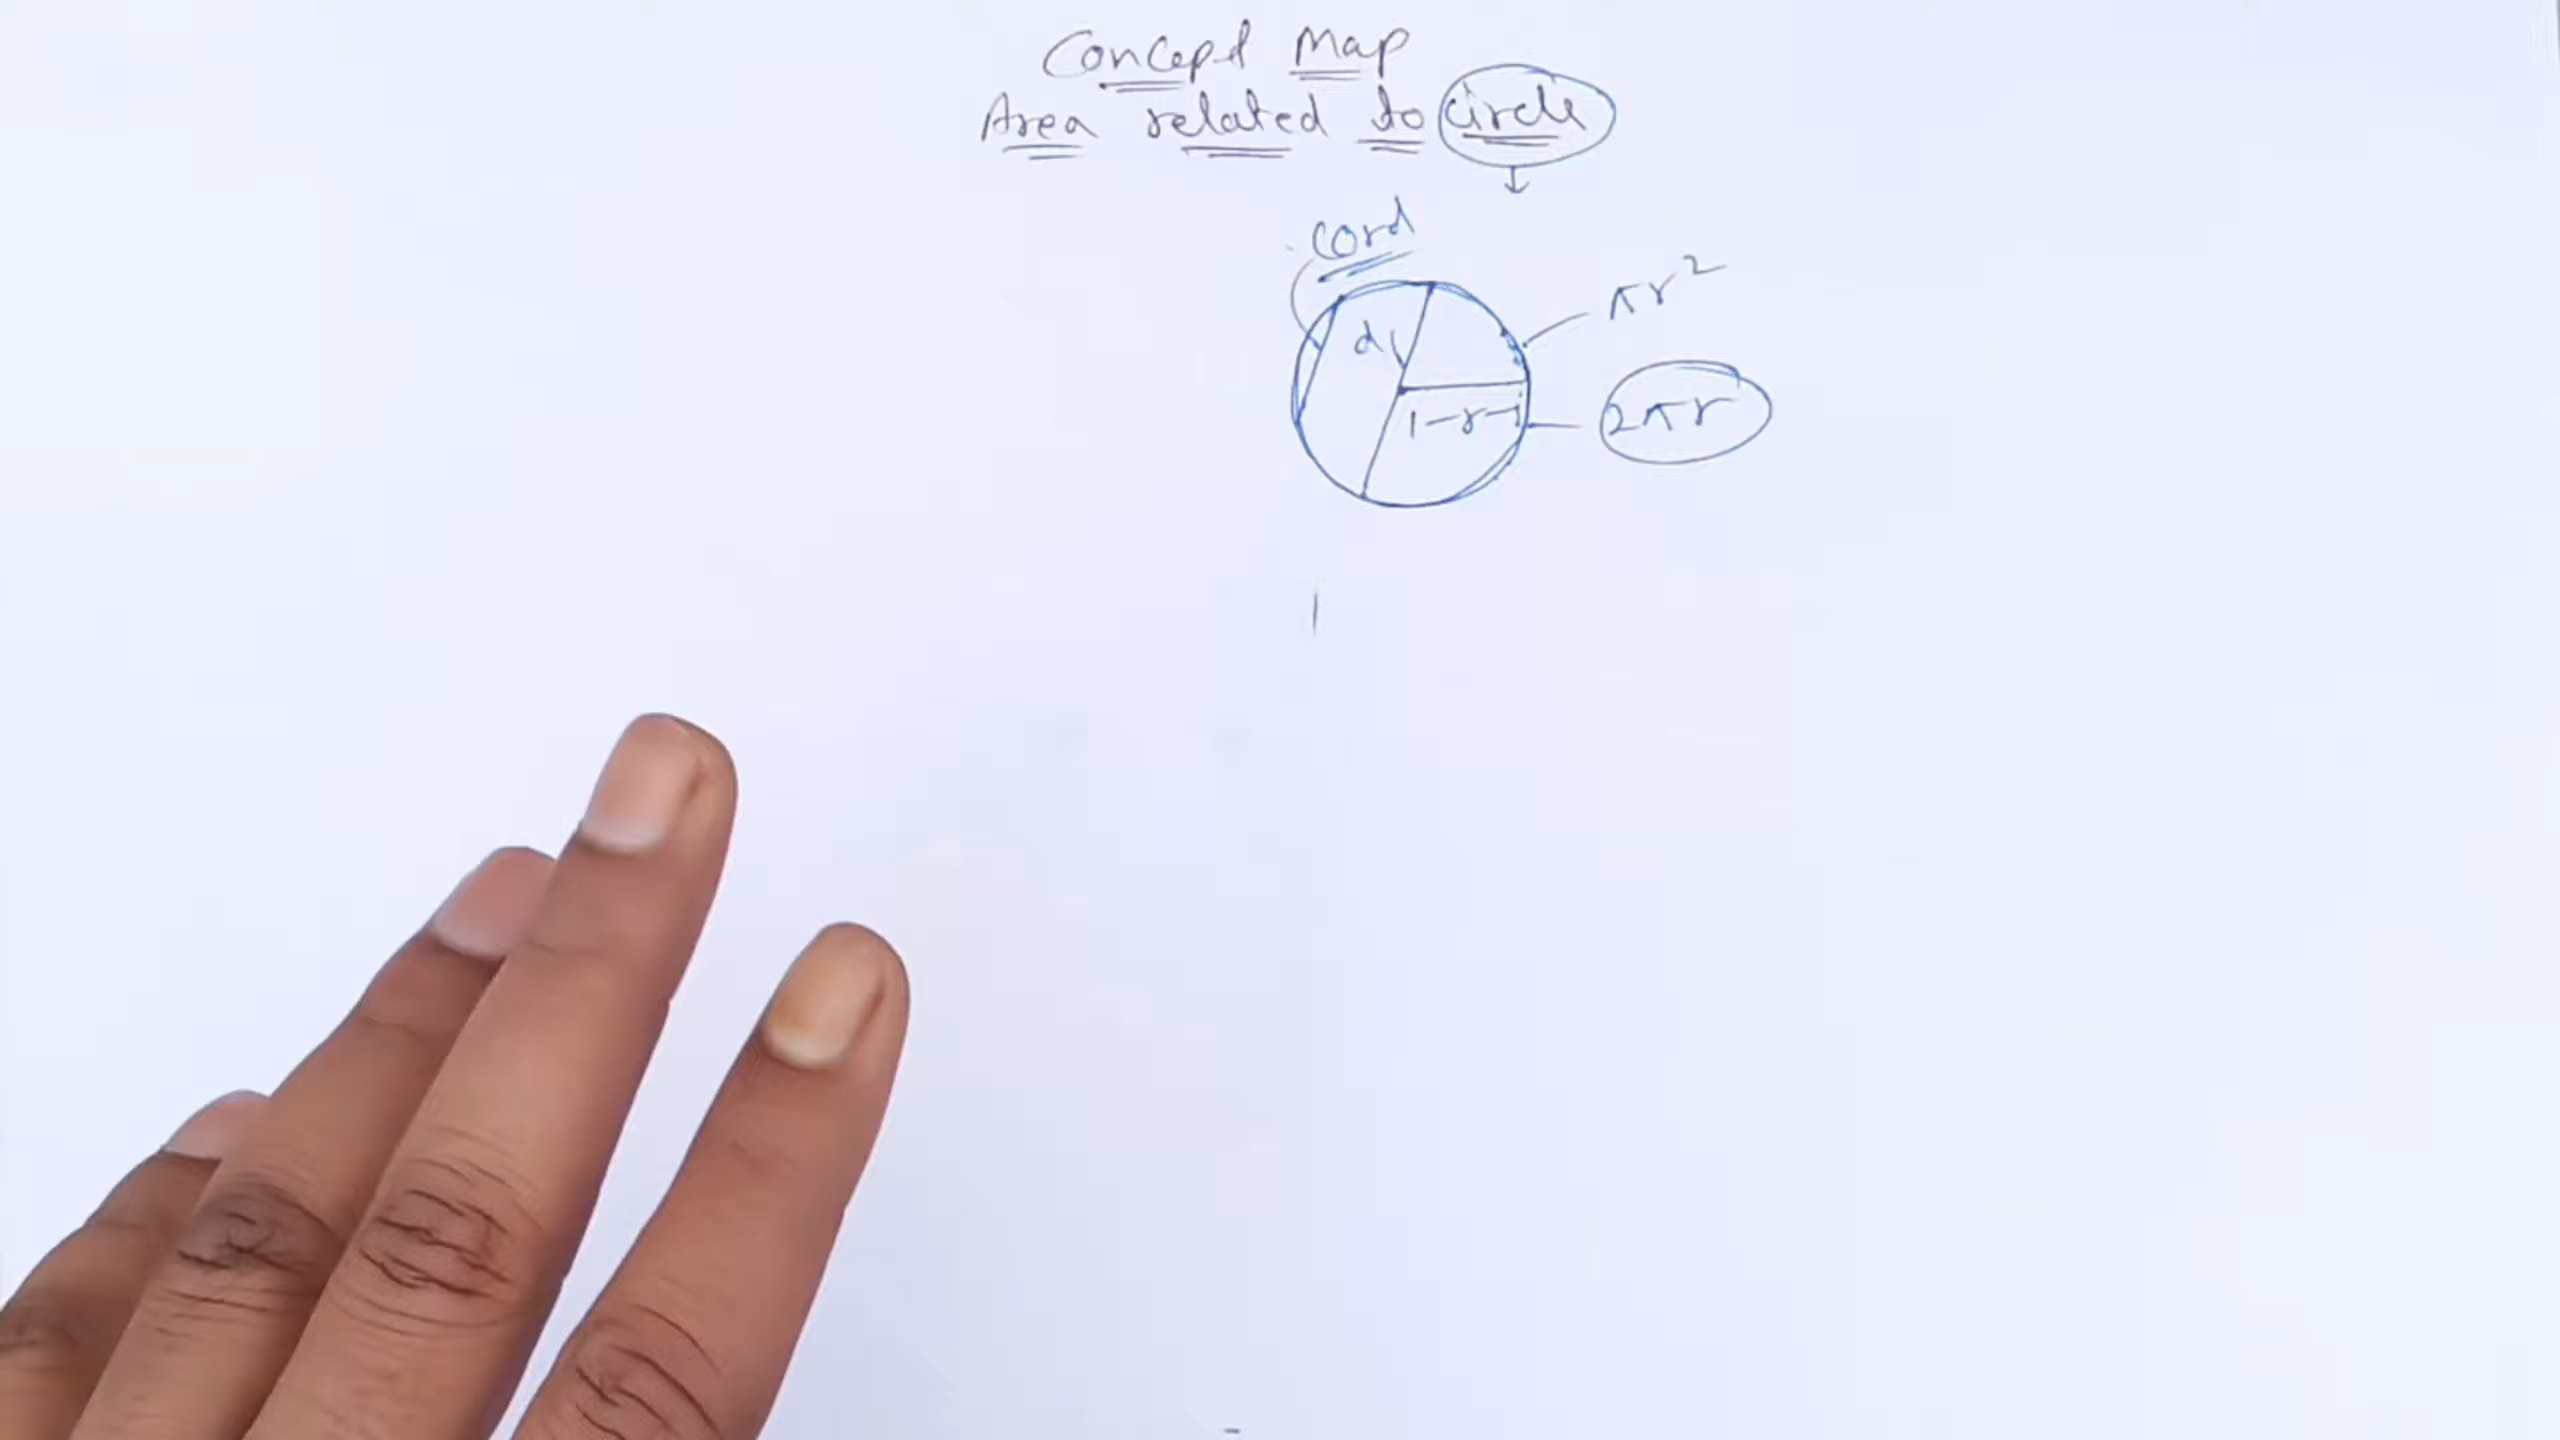 Concept Map
Area related to circle
cord
πr²
d
r
2πr